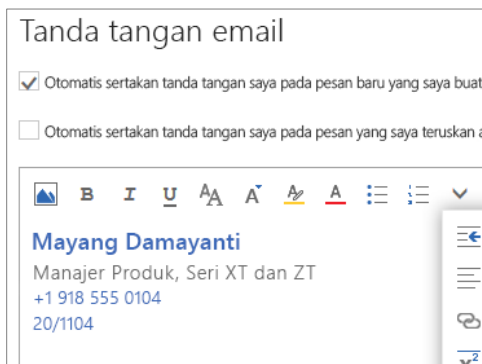 Tanda tangan email
Otomatis sertakan tanda tangan saya pada pesan baru yang saya buat
Otomatis sertakan tanda tangan saya pada pesan yang saya teruskan
B I U A A A A
Mayang Damayanti
Manajer Produk, Seri XT dan ZT
+1 918 555 0104
20/1104
x²